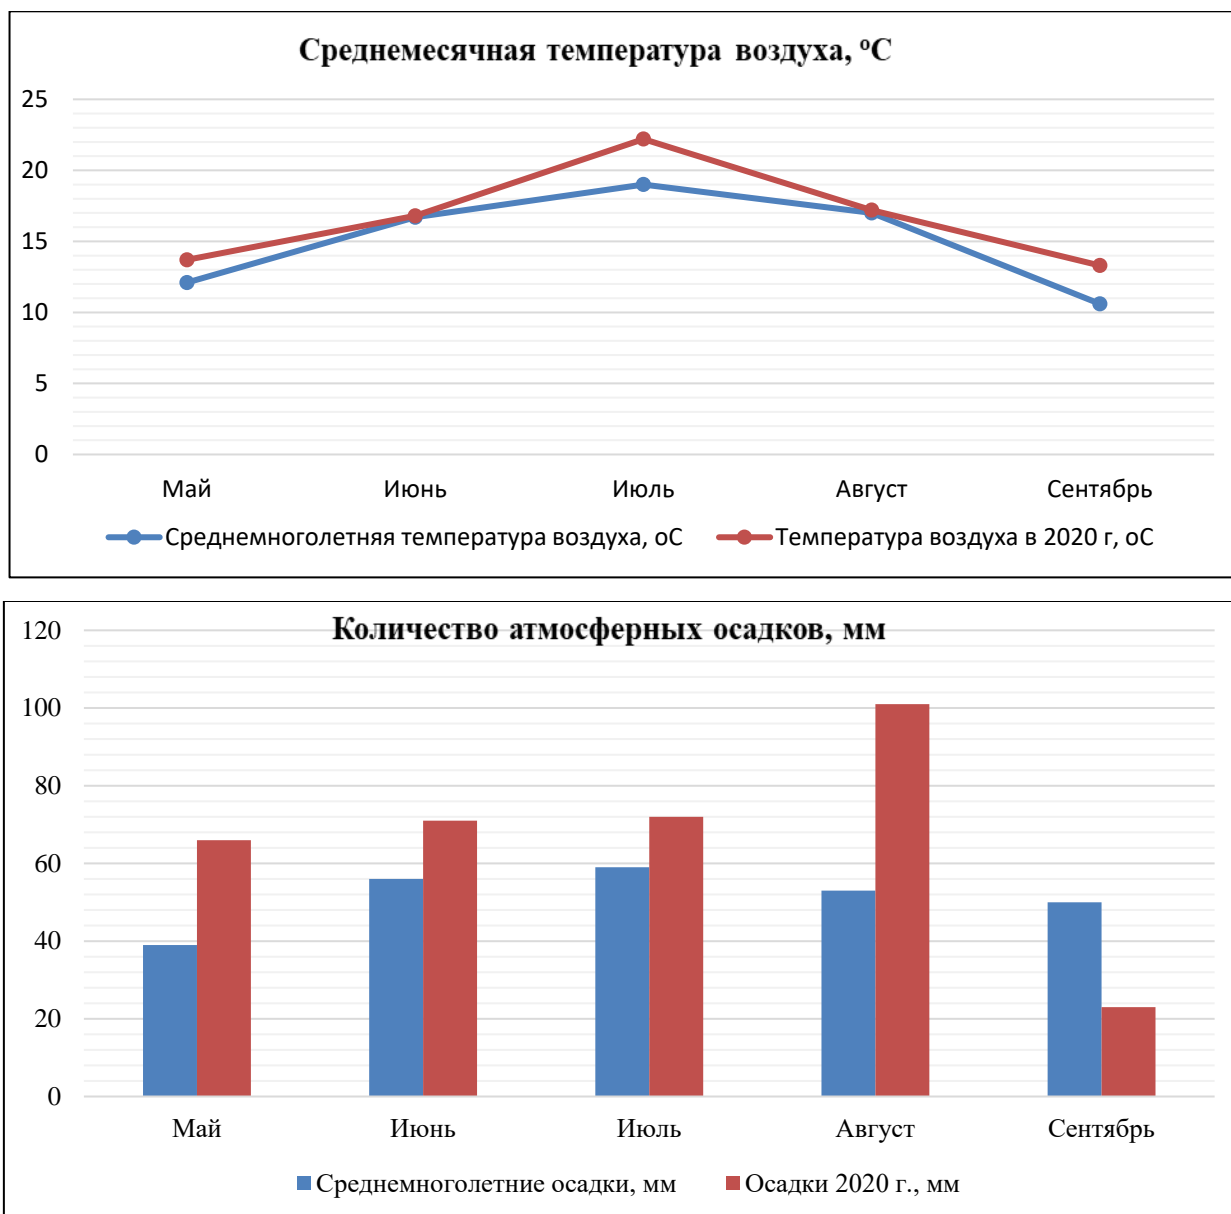 Среднемесячная температура воздуха, ºС
25
20
15
10
5
0
Май Июнь Июль Август Сентябрь
Среднемноголетняя температура воздуха, оС Температура воздуха в 2020 г, оС
Количество атмосферных осадков, мм
120
100
80
60
40
20
0
Май Июнь Июль Август Сентябрь
Среднемноголетние осадки, мм Осадки 2020 г., мм